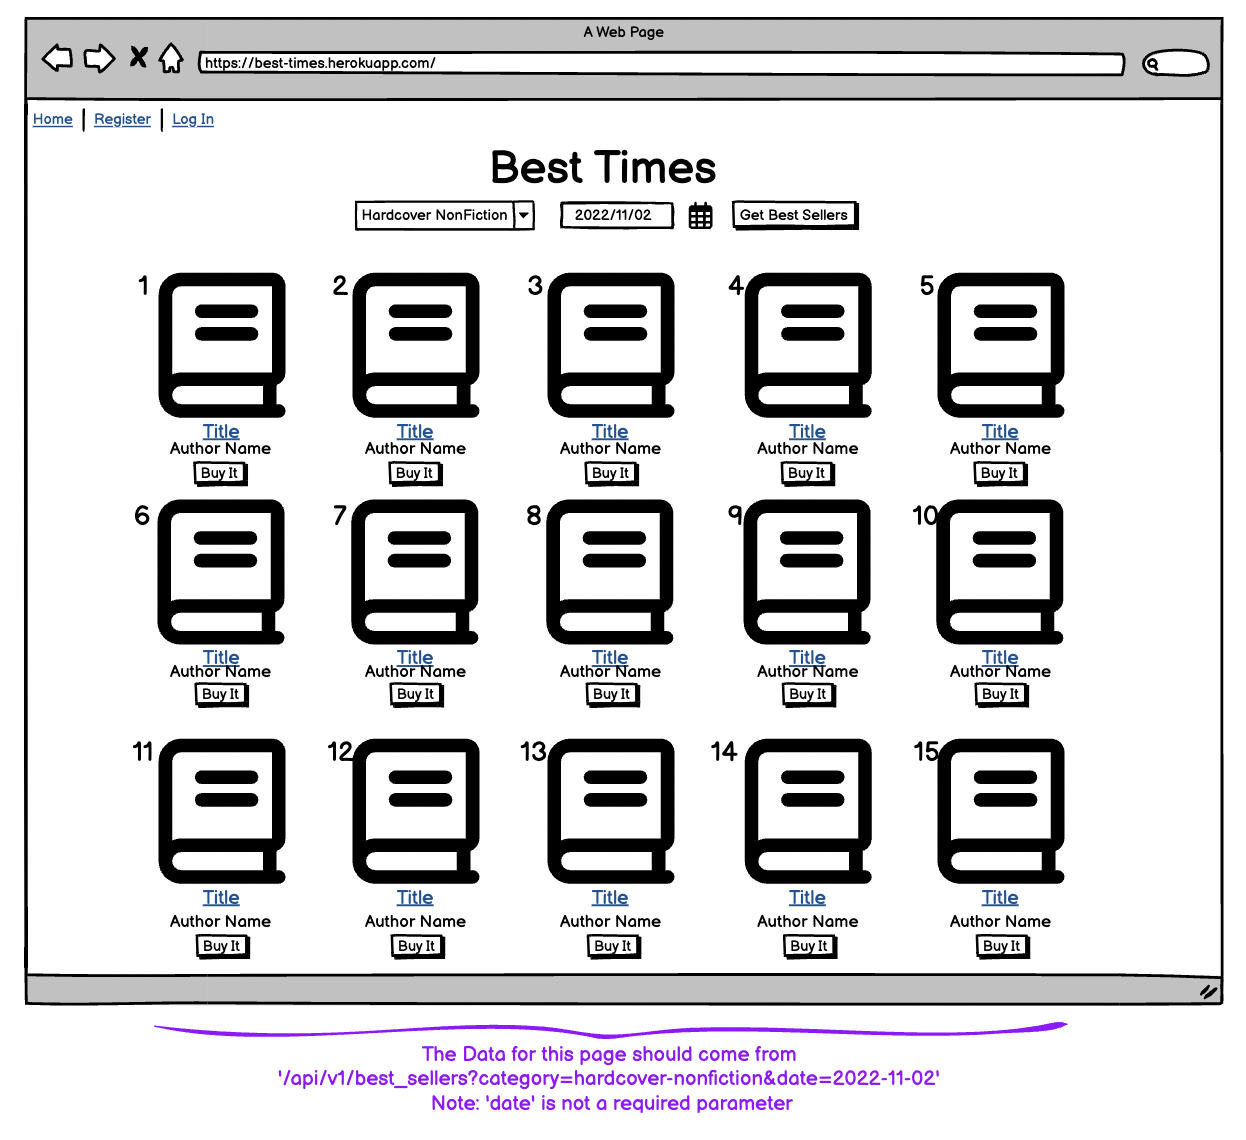 A Web Page
https://best-times.herokuapp.com/
Home Register Log In
Best Times
Hardcover NonFiction 2022/11/02 Get Best Sellers
1 2 3 4 5
Title Title Title Title Title
Author Name Author Name Author Name Author Name Author Name
Buy It Buy It Buy It Buy It Buy It
6 7 8 9 10
Title Title Title Title Title
Author Name Author Name Author Name Author Name Author Name
Buy It Buy It Buy It Buy It Buy It
11 12 13 14 15
Title Title Title Title Title
Author Name Author Name Author Name Author Name Author Name
Buy It Buy It Buy It Buy It Buy It
The Data for this page should come from
'/api/v1/best_sellers?category=hardcover-nonfiction&date=2022-11-02'
Note: 'date' is not a required parameter